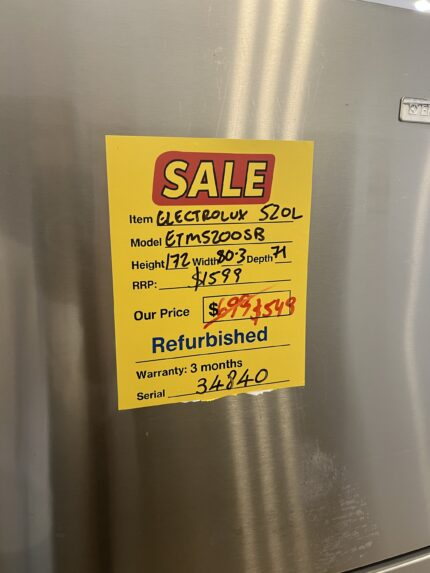 SALE
Item ELECTROLUX 520L
Model ETM5200SB
Height 172 Width 80.3 Depth 71
RRP: $1599
Our Price $699 $549
Refurbished
Warranty: 3 months
Serial 34840